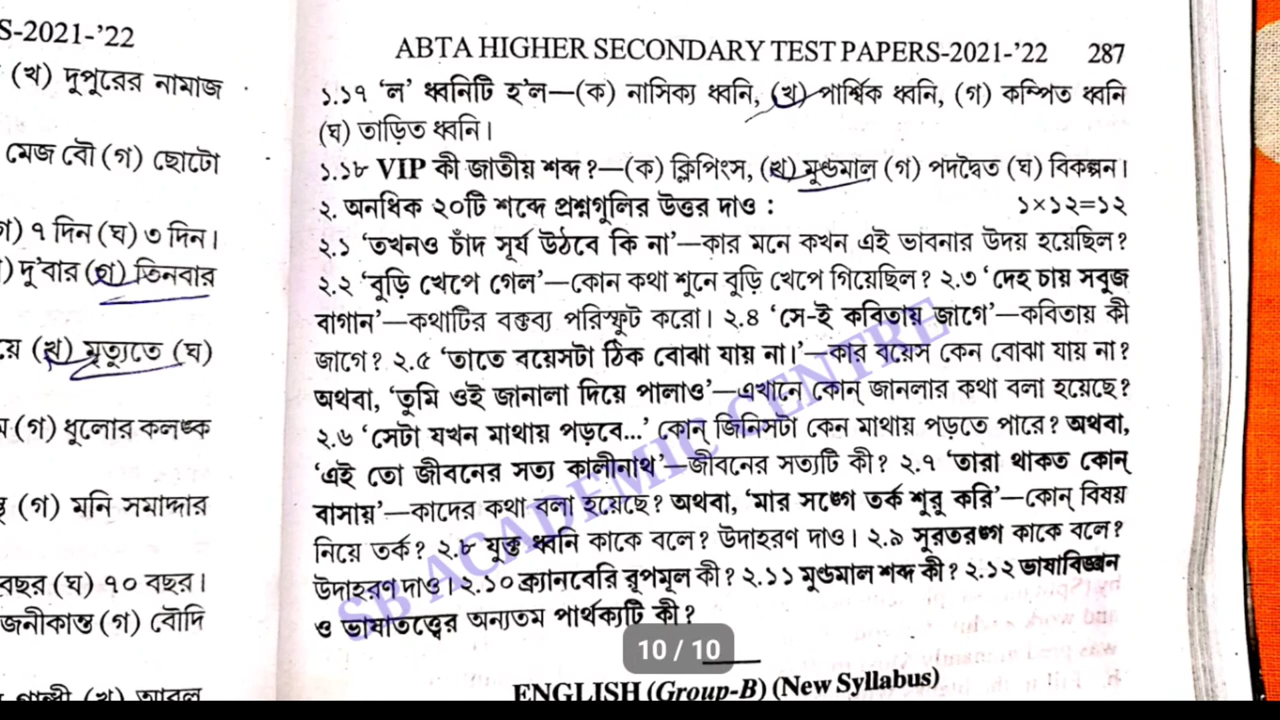 S-2021-'22
(খ) দুপুরের নামাজ
মেজ বৌ (গ) ছোটো
৭ দিন (ঘ) ৩ দিন।
দু'বার (ঘ) তিনবার
(খ) মৃত্যুতে (ঘ)
(গ) ধুলোর কলঙ্ক
(গ) মনি সমাদ্দার
বছর (ঘ) ৭০ বছর।
জনীকান্ত (গ) বৌদি
ABTA HIGHER SECONDARY TEST PAPERS-2021-'22 287
১.১৭ 'ল' ধ্বনিটি হ'ল—(ক) নাসিক্য ধ্বনি, (খ) পার্শ্বিক ধ্বনি, (গ) কম্পিত ধ্বনি
(ঘ) তাড়িত ধ্বনি।
১.১৮ VIP কী জাতীয় শব্দ ?—(ক) ক্লিপিংস, (খ) মুণ্ডমাল (গ) পদদ্বৈত (ঘ) বিকল্পন।
২. অনধিক ২০টি শব্দে প্রশ্নগুলির উত্তর দাও : ১×১২=১২
২.১ 'তখনও চাঁদ সূর্য উঠবে কি না'—কার মনে কখন এই ভাবনার উদয় হয়েছিল?
২.২ 'বুড়ি খেপে গেল'—কোন কথা শুনে বুড়ি খেপে গিয়েছিল? ২.৩ 'দেহ চায় সবুজ
বাগান'—কথাটির বক্তব্য পরিস্ফুট করো। ২.৪ 'সে-ই কবিতায় জাগে'—কবিতায় কী
জাগে? ২.৫ 'তাতে বয়েসটা ঠিক বোঝা যায় না।'—কার বয়েস কেন বোঝা যায় না?
অথবা, 'তুমি ওই জানালা দিয়ে পালাও'—এখানে কোন্ জানলার কথা বলা হয়েছে?
২.৬ 'সেটা যখন মাথায় পড়বে...' কোন্ জিনিসটা কেন মাথায় পড়তে পারে? অথবা,
'এই তো জীবনের সত্য কালীনাথ'—জীবনের সত্যটি কী? ২.৭ 'তারা থাকত কোন্
বাসায়'—কাদের কথা বলা হয়েছে? অথবা, 'মার সঙ্গে তর্ক শুরু করি'—কোন্ বিষয়
নিয়ে তর্ক? ২.৮ যুক্ত ধ্বনি কাকে বলে? উদাহরণ দাও। ২.৯ সুরতরঙ্গ কাকে বলে?
উদাহরণ দাও। ২.১০ ক্র্যানবেরি রূপমূল কী? ২.১১ মুণ্ডমাল শব্দ কী? ২.১২ ভাষাবিজ্ঞান
ও ভাষাতত্ত্বের অন্যতম পার্থক্যটি কী?
SB ACADEMIC CENTRE
10 / 10
ENGLISH (Group-B) (New Syllabus)